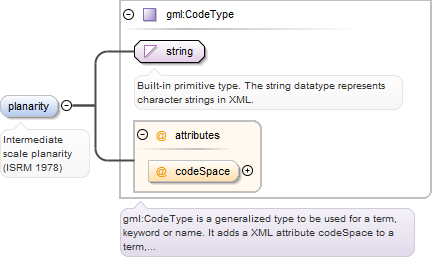 gml:CodeType
string
Built-in primitive type. The string datatype represents
character strings in XML.
planarity
Intermediate
scale planarity
(ISRM 1978)
@ attributes
@ codeSpace
gml:CodeType is a generalized type to be used for a term,
keyword or name. It adds a XML attribute codeSpace to a
term,...